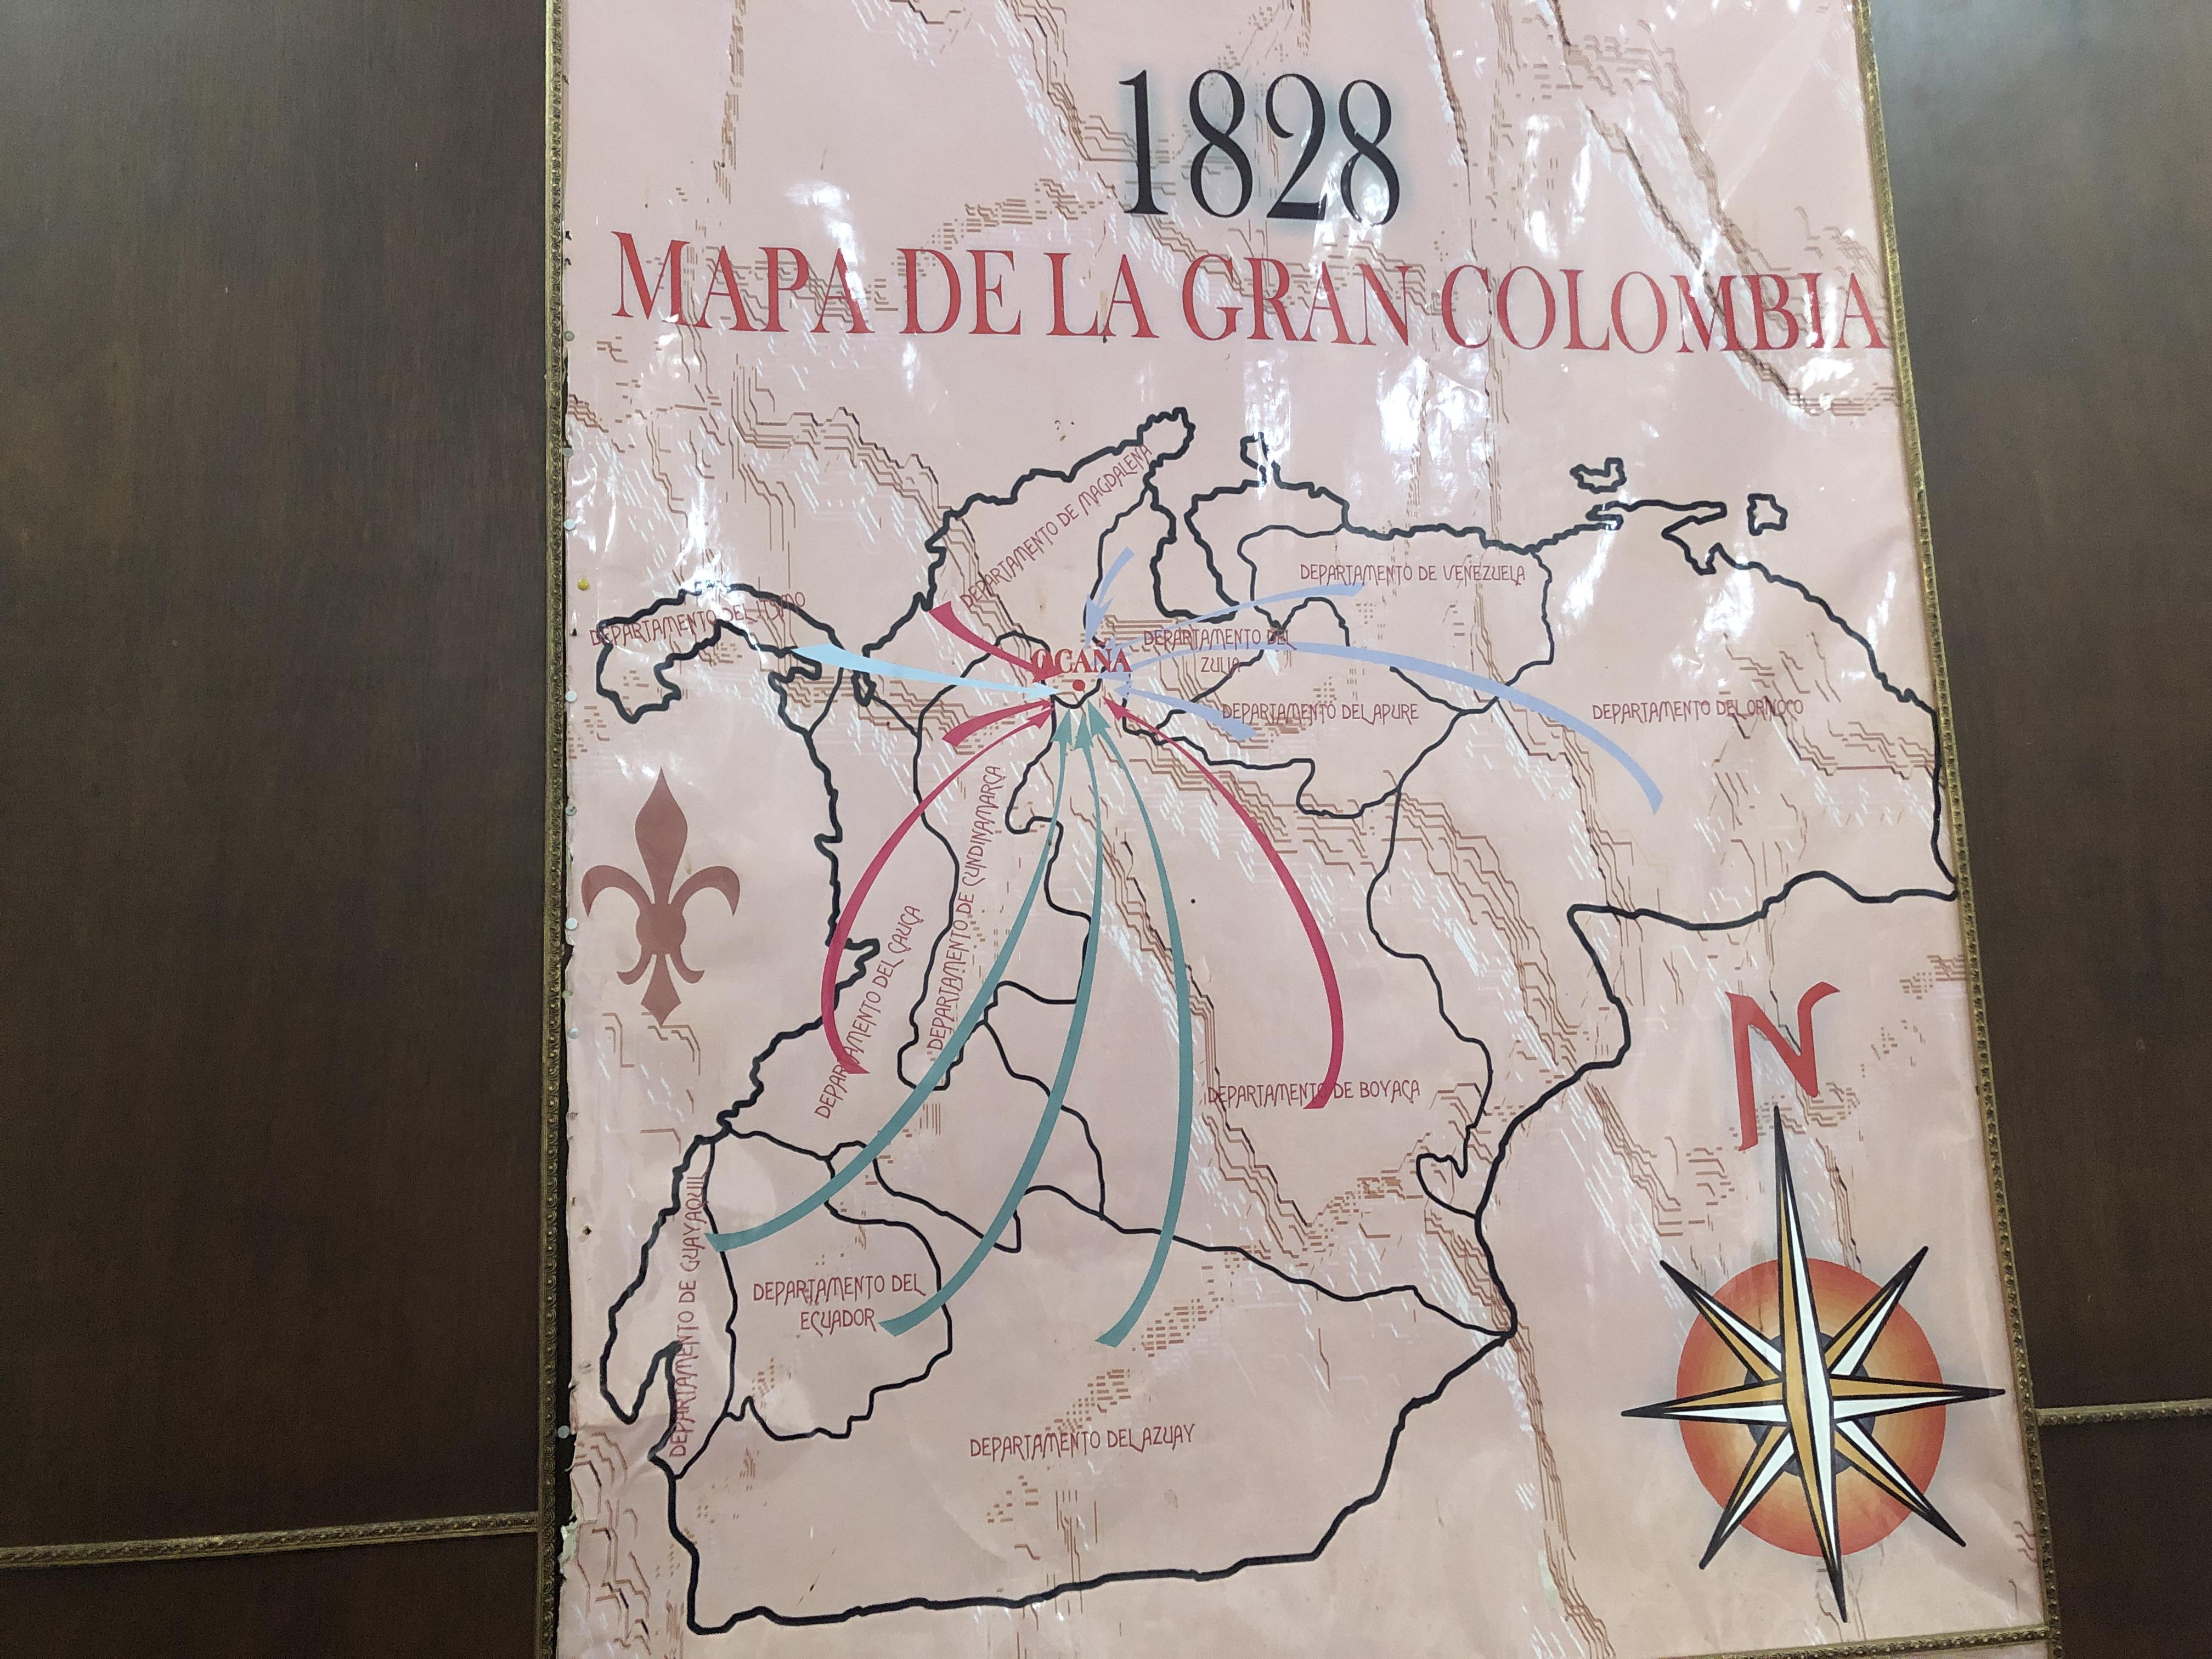 1828
MAPA DE LA GRAN COLOMBIA
DEPARTAMENTO DE MAGDALENA
DEPARTAMENTO DE VENEZUELA
DEPARTAMENTO DEL ITSMO
DEPARTAMENTO DEL
ZULIA
OCAÑA
DEPARTAMENTO DEL APURE
DEPARTAMENTO DEL ORINOCO
DEPARTAMENTO DE CUNDINAMARCA
DEPARTAMENTO DEL CAUCA
N
DEPARTAMENTO DE BOYACA
DEPARTAMENTO DE GUAYAQUIL
DEPARTAMENTO DEL
ECUADOR
DEPARTAMENTO DEL AZUAY